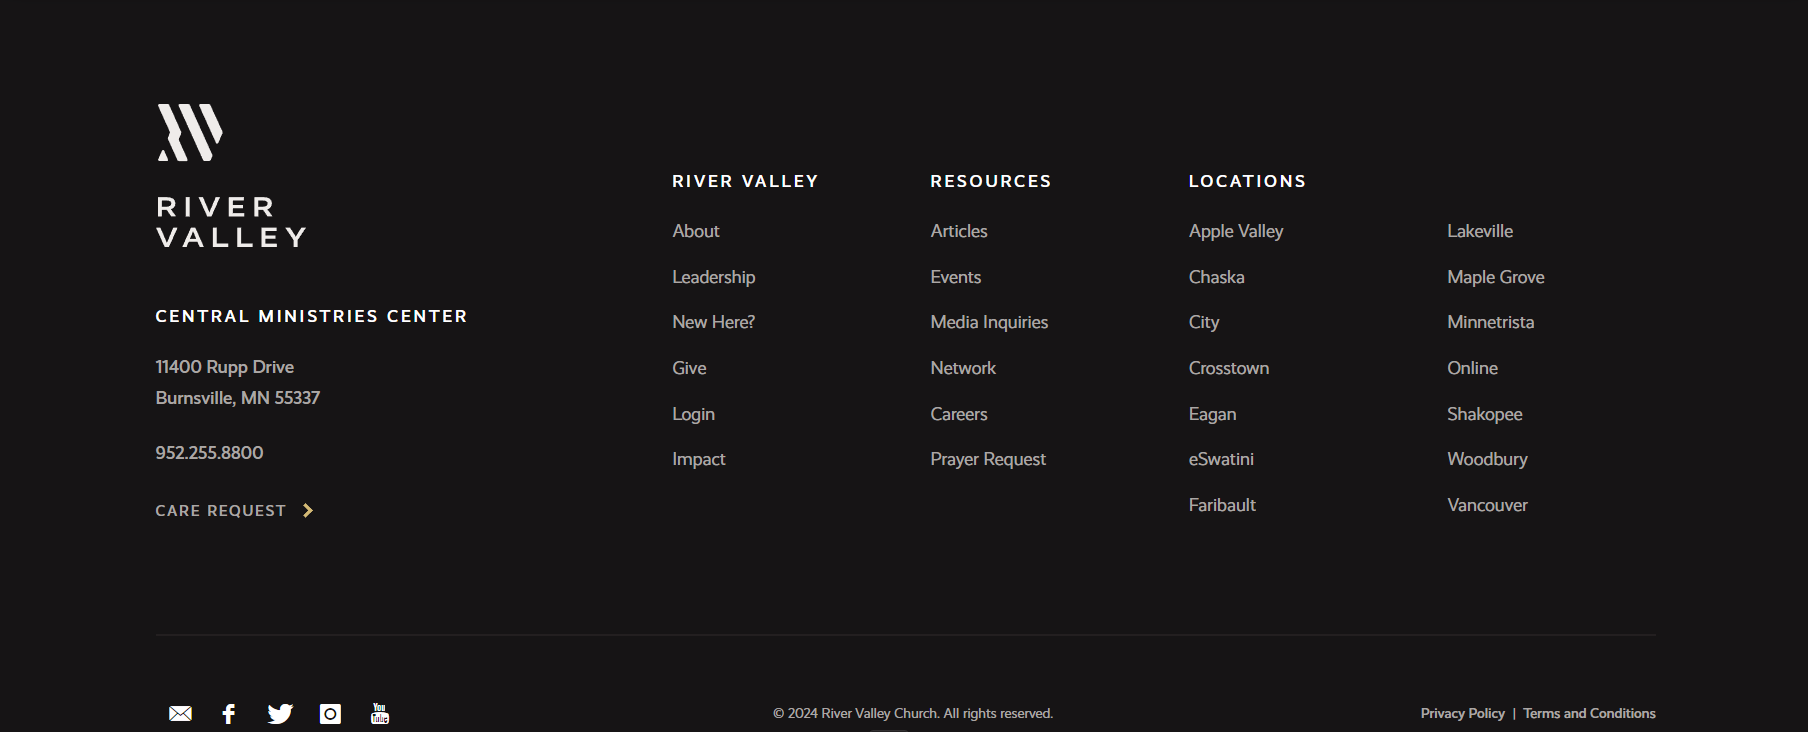 RIVER
VALLEY
CENTRAL MINISTRIES CENTER
11400 Rupp Drive
Burnsville, MN 55337
952.255.8800
CARE REQUEST
RIVER VALLEY
About
Leadership
New Here?
Give
Login
Impact
RESOURCES
Articles
Events
Media Inquiries
Network
Careers
Prayer Request
LOCATIONS
Apple Valley
Chaska
City
Crosstown
Eagan
eSwatini
Faribault
Lakeville
Maple Grove
Minnetrista
Online
Shakopee
Woodbury
Vancouver
You
Tube
© 2024 River Valley Church. All rights reserved.
Privacy Policy | Terms and Conditions